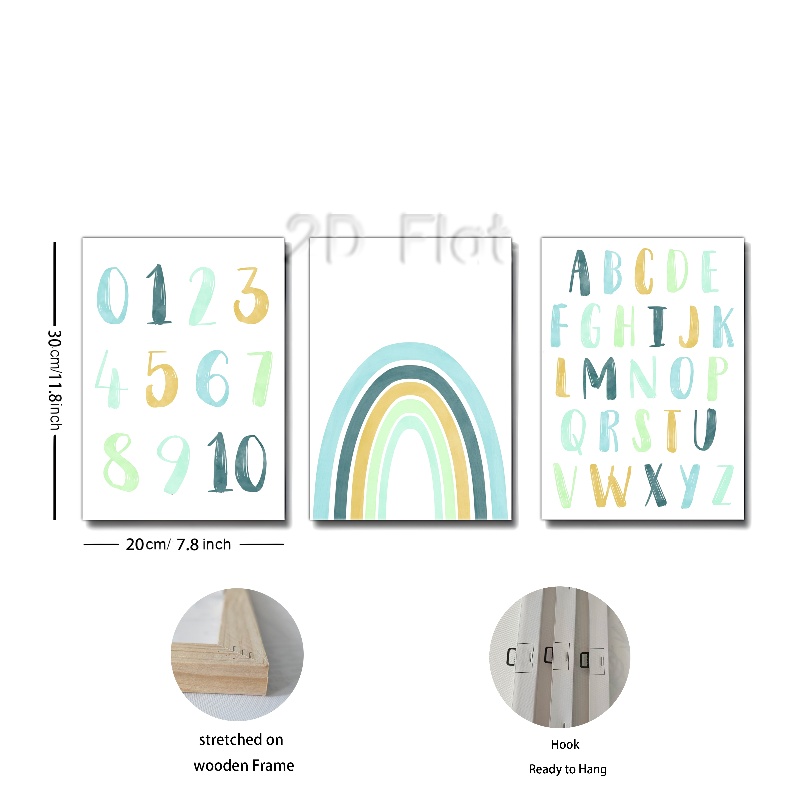 2D Flat
0 1 2 3
4 5 6 7
8 9 10
A B C D E
F G H I J K
L M N O P
Q R S T U
V W X Y Z
30cm/11.8inch
20cm/ 7.8 inch
stretched on
wooden Frame
Hook
Ready to Hang